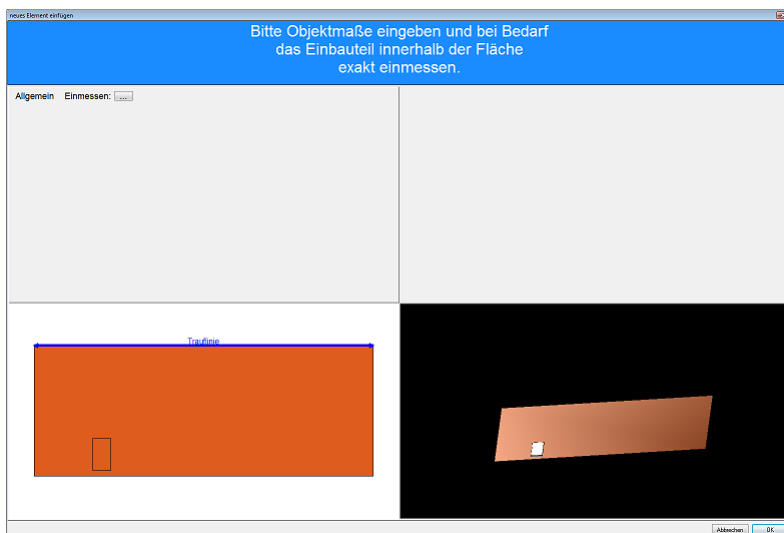 neues Element einfügen
Bitte Objektmaße eingeben und bei Bedarf
das Einbauteil innerhalb der Fläche
exakt einmessen.
Allgemein Einmessen: ...
Trauflinie
Abbrechen OK